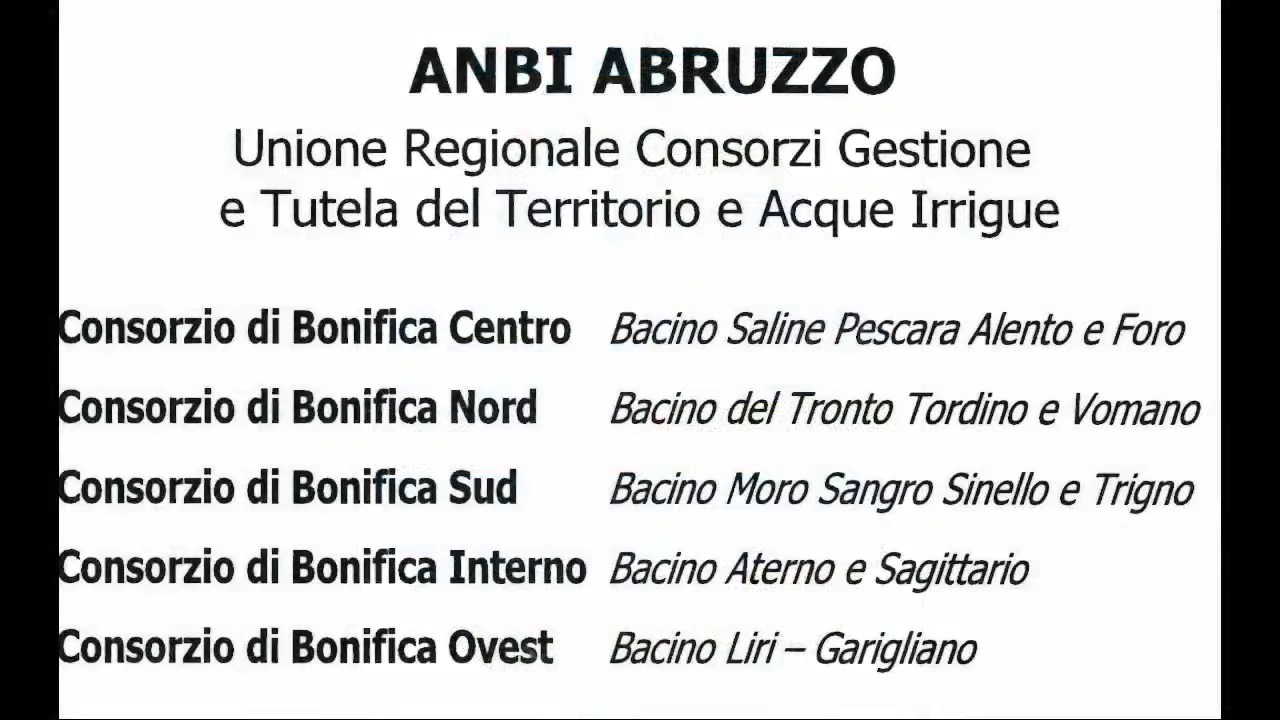 ANBI ABRUZZO
Unione Regionale Consorzi Gestione
e Tutela del Territorio e Acque Irrigue
Consorzio di Bonifica Centro Bacino Saline Pescara Alento e Foro
Consorzio di Bonifica Nord Bacino del Tronto Tordino e Vomano
Consorzio di Bonifica Sud Bacino Moro Sangro Sinello e Trigno
Consorzio di Bonifica Interno Bacino Aterno e Sagittario
Consorzio di Bonifica Ovest Bacino Liri – Garigliano